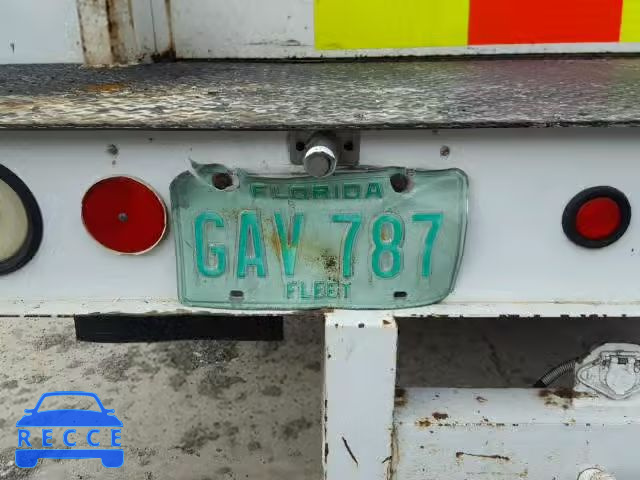 FLORIDA
GAV 787
FLEET
RECCE